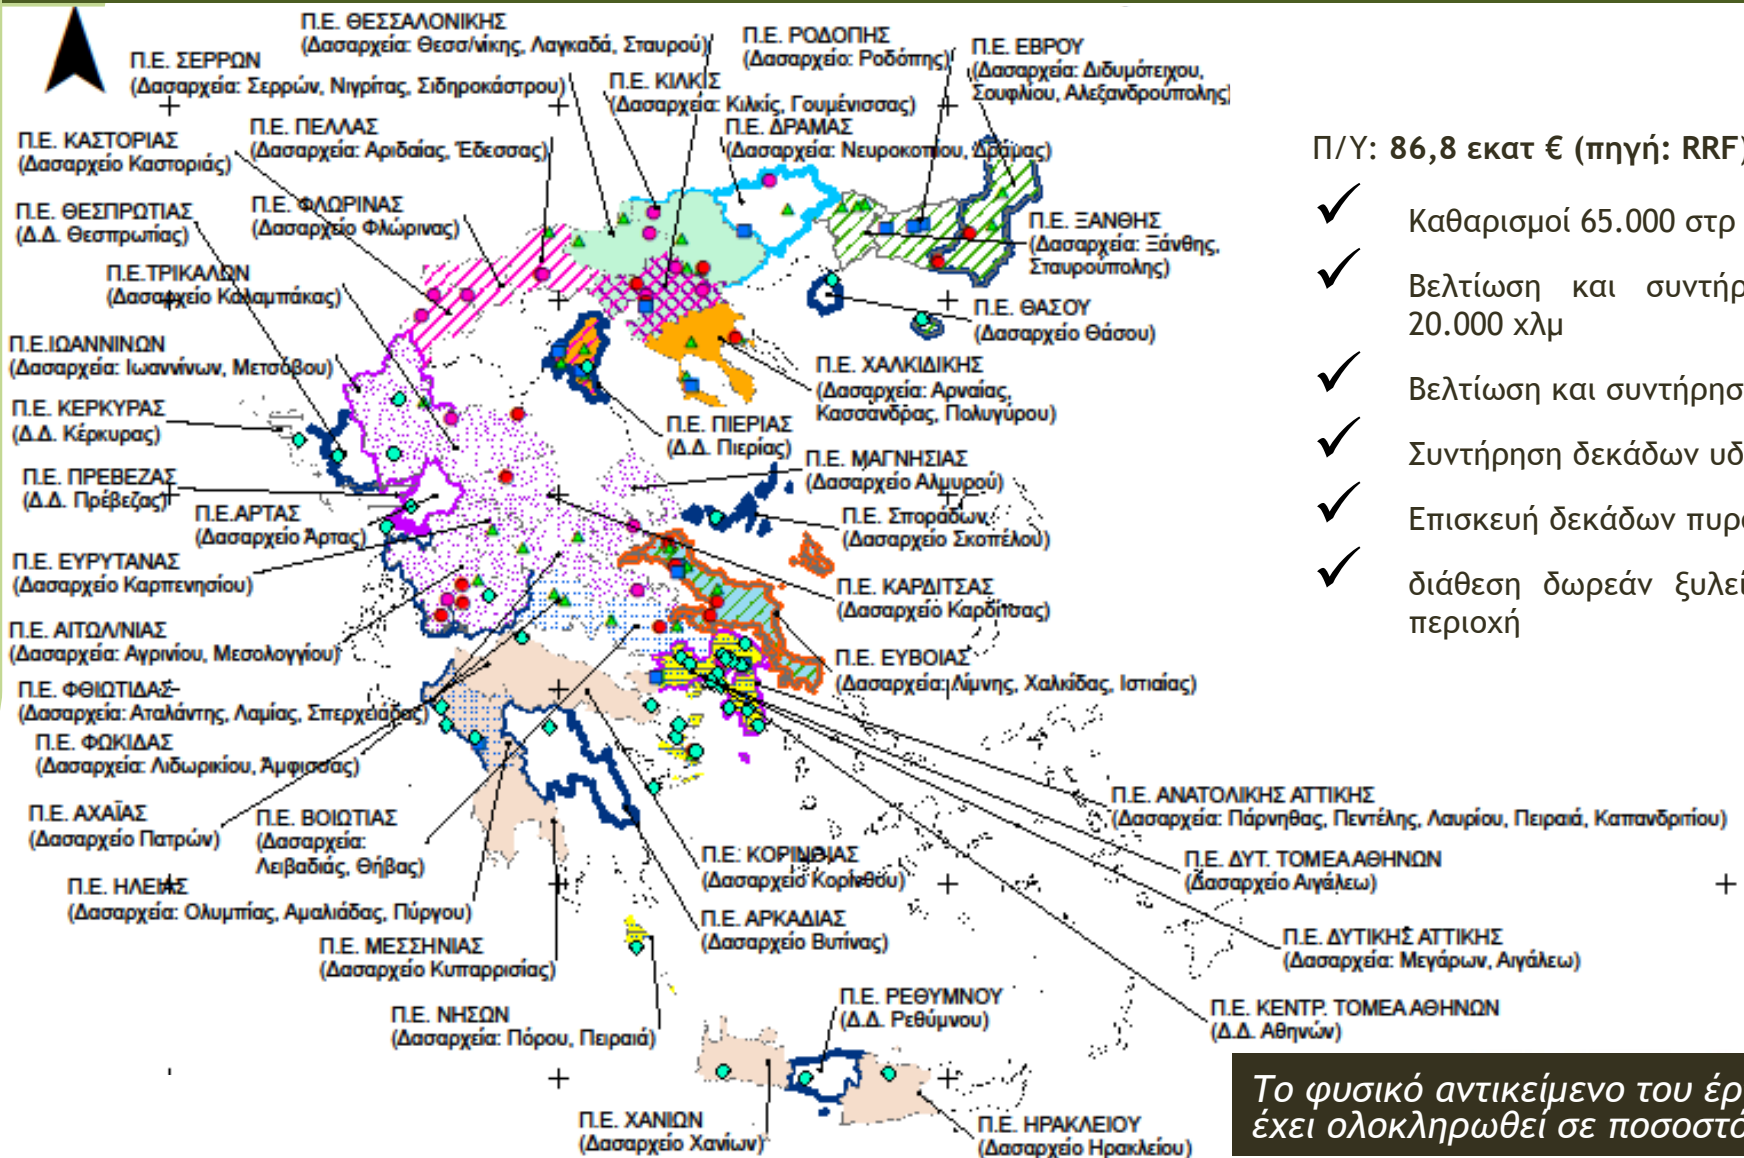 Π.Ε. ΘΕΣΣΑΛΟΝΙΚΗΣ
(Δασαρχεία: Θεσσ/νίκης, Λαγκαδά, Σταυρού)
Π.Ε. ΣΕΡΡΩΝ
(Δασαρχεία: Σερρών, Νιγρίτας, Σιδηροκάστρου)
Π.Ε. ΚΙΛΚΙΣ
(Δασαρχεία: Κιλκίς, Γουμένισσας)
Π.Ε. ΡΟΔΟΠΗΣ
(Δασαρχείο: Ροδόπης)
Π.Ε. ΕΒΡΟΥ
(Δασαρχεία: Διδυμότειχου,
Σουφλίου, Αλεξανδρούπολης)
Π.Ε. ΚΑΣΤΟΡΙΑΣ
(Δασαρχείο Καστοριάς)
Π.Ε. ΠΕΛΛΑΣ
(Δασαρχεία: Αριδαίας, Έδεσσας)
Π.Ε. ΔΡΑΜΑΣ
(Δασαρχεία: Νευροκοπίου, Δράμας)
Π.Ε. ΘΕΣΠΡΩΤΙΑΣ
(Δ.Δ. Θεσπρωτίας)
Π.Ε. ΦΛΩΡΙΝΑΣ
(Δασαρχείο Φλώρινας)
Π.Ε. ΞΑΝΘΗΣ
(Δασαρχεία: Ξάνθης,
Σταυρούπολης)
Π.Ε.ΤΡΙΚΑΛΩΝ
(Δασαρχείο Καλαμπάκας)
Π.Ε. ΘΑΣΟΥ
(Δασαρχείο Θάσου)
Π.Ε.ΙΩΑΝΝΙΝΩΝ
(Δασαρχεία: Ιωαννίνων, Μετσόβου)
Π.Ε. ΧΑΛΚΙΔΙΚΗΣ
(Δασαρχεία: Αρναίας,
Κασσανδρας, Πολυγύρου)
Π.Ε. ΚΕΡΚΥΡΑΣ
(Δ.Δ. Κέρκυρας)
Π.Ε. ΠΙΕΡΙΑΣ
(Δ.Δ. Πιερίας)
Π.Ε. ΠΡΕΒΕΖΑΣ
(Δ.Δ. Πρέβεζας)
Π.Ε. ΜΑΓΝΗΣΙΑΣ
(Δασαρχείο Αλμυρού)
Π.Ε.ΑΡΤΑΣ
(Δασαρχείο Άρτας)
Π.Ε. Σποράδων
(Δασαρχείο Σκοπέλου)
Π.Ε. ΕΥΡΥΤΑΝΑΣ
(Δασαρχείο Καρπενησίου)
Π.Ε. ΚΑΡΔΙΤΣΑΣ
(Δασαρχείο Καρδίτσας)
Π.Ε. ΑΙΤΩΛ/ΝΙΑΣ
(Δασαρχεία: Αγρινίου, Μεσολογγίου)
Π.Ε. ΕΥΒΟΙΑΣ
(Δασαρχεία: Λίμνης, Χαλκίδας, Ιστιαίας)
Π.Ε. ΦΘΙΩΤΙΔΑΣ
(Δασαρχεία: Αταλάντης, Λαμίας, Σπερχειάδας)
Π.Ε. ΦΩΚΙΔΑΣ
(Δασαρχεία: Λιδωρικίου, Άμφισσας)
Π.Ε. ΑΧΑΪΑΣ
(Δασαρχείο Πατρών)
Π.Ε. ΒΟΙΩΤΙΑΣ
(Δασαρχεία:
Λειβαδιάς, Θήβας)
Π.Ε. ΑΝΑΤΟΛΙΚΗΣ ΑΤΤΙΚΗΣ
(Δασαρχεία: Πάρνηθας, Πεντέλης, Λαυρίου, Πειραιά, Καπανδριτίου)
Π.Ε. ΚΟΡΙΝΘΙΑΣ
(Δασαρχείο Κορίνθου)
Π.Ε. ΔΥΤ. ΤΟΜΕΑ ΑΘΗΝΩΝ
(Δασαρχείο Αιγάλεω)
Π.Ε. ΗΛΕΙΑΣ
(Δασαρχεία: Ολυμπίας, Αμαλιάδας, Πύργου)
Π.Ε. ΑΡΚΑΔΙΑΣ
(Δασαρχείο Βυτίνας)
Π.Ε. ΜΕΣΣΗΝΙΑΣ
(Δασαρχείο Κυπαρρισίας)
Π.Ε. ΔΥΤΙΚΗΣ ΑΤΤΙΚΗΣ
(Δασαρχεία: Μεγάρων, Αιγάλεω)
Π.Ε. ΝΗΣΩΝ
(Δασαρχεία: Πόρου, Πειραιά)
Π.Ε. ΡΕΘΥΜΝΟΥ
(Δ.Δ. Ρεθύμνου)
Π.Ε. ΚΕΝΤΡ. ΤΟΜΕΑ ΑΘΗΝΩΝ
(Δ.Δ. Αθηνών)
Π.Ε. ΧΑΝΙΩΝ
(Δασαρχείο Χανίων)
Π.Ε. ΗΡΑΚΛΕΙΟΥ
(Δασαρχείο Ηρακλείου)
Π/Υ: 86,8 εκατ € (πηγή: RRF)
Καθαρισμοί 65.000 στρ
Βελτίωση και συντήρ
20.000 χλμ
Βελτίωση και συντήρησ
Συντήρηση δεκάδων υδ
Επισκευή δεκάδων πυρο
διάθεση δωρεάν ξυλεί
περιοχή
Το φυσικό αντικείμενο του έρ
έχει ολοκληρωθεί σε ποσοστό